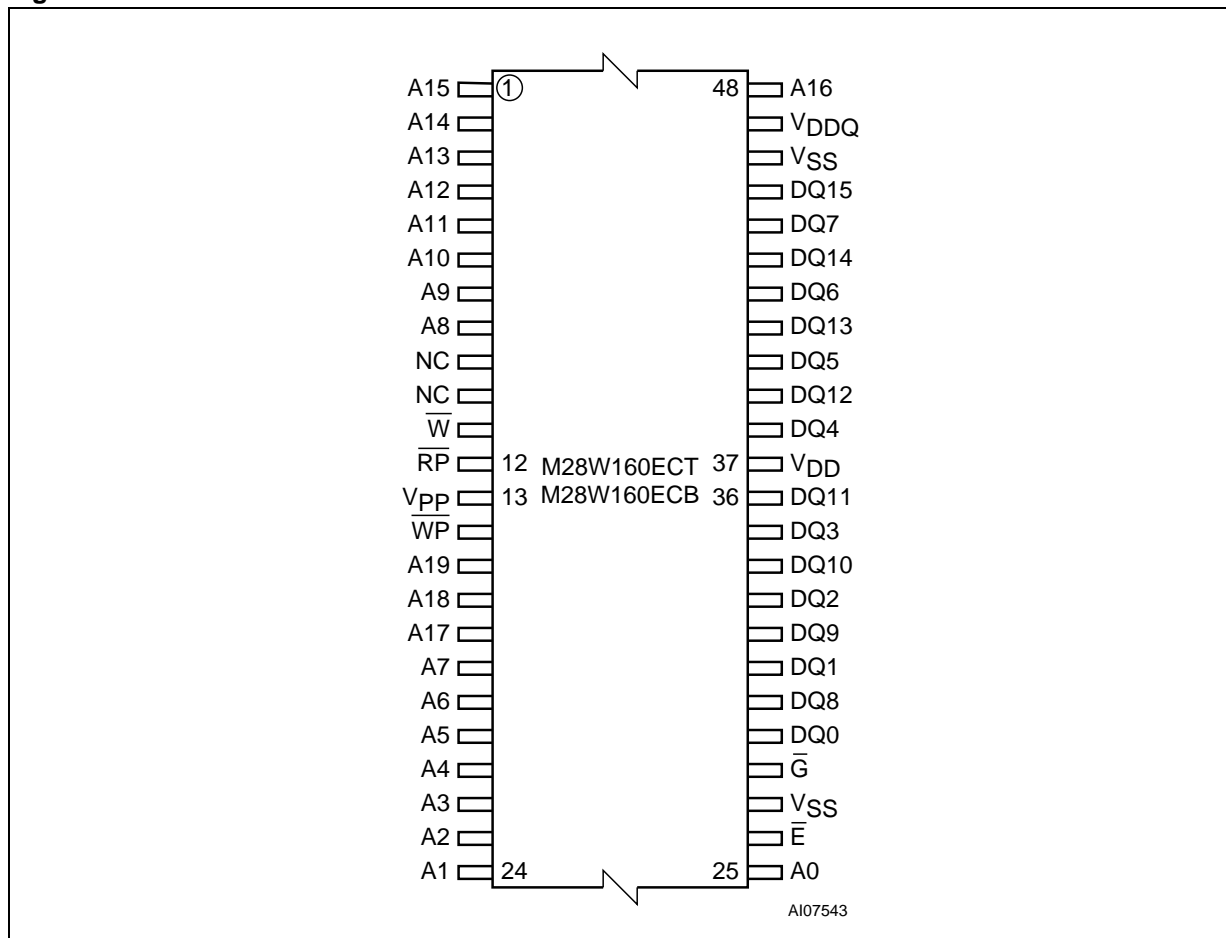 A15 1 48 A16
A14 VDDQ
A13 VSS
A12 DQ15
A11 DQ7
A10 DQ14
A9 DQ6
A8 DQ13
NC DQ5
NC DQ12
W̅ DQ4
R̅P̅ 12 M28W160ECT 37 VDD
VPP 13 M28W160ECB 36 DQ11
W̅P̅ DQ3
A19 DQ10
A18 DQ2
A17 DQ9
A7 DQ1
A6 DQ8
A5 DQ0
A4 G̅
A3 VSS
A2 E̅
A1 24 25 A0
AI07543